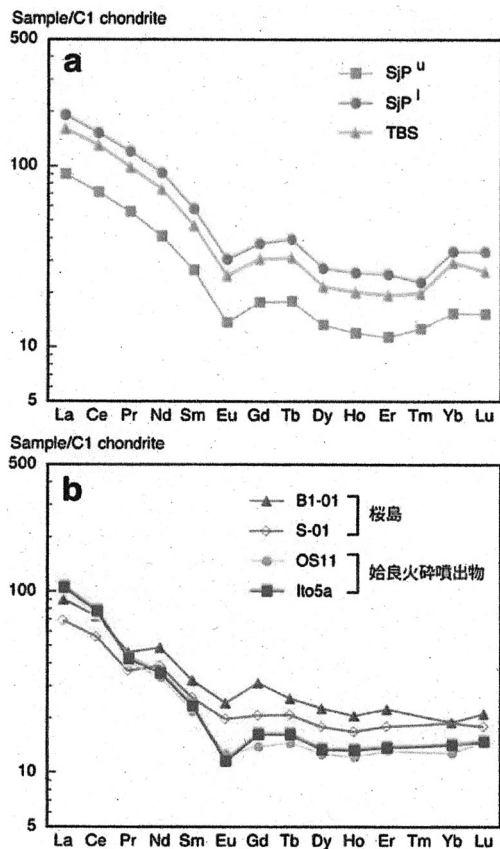 Sample/C1 chondrite
500
a
SjP u
SjP l
TBS
100
10
5
La Ce Pr Nd Sm Eu Gd Tb Dy Ho Er Tm Yb Lu
Sample/C1 chondrite
500
b
B1-01
S-01
桜島
OS11
Ito5a
姶良火砕噴出物
100
10
5
La Ce Pr Nd Sm Eu Gd Tb Dy Ho Er Tm Yb Lu